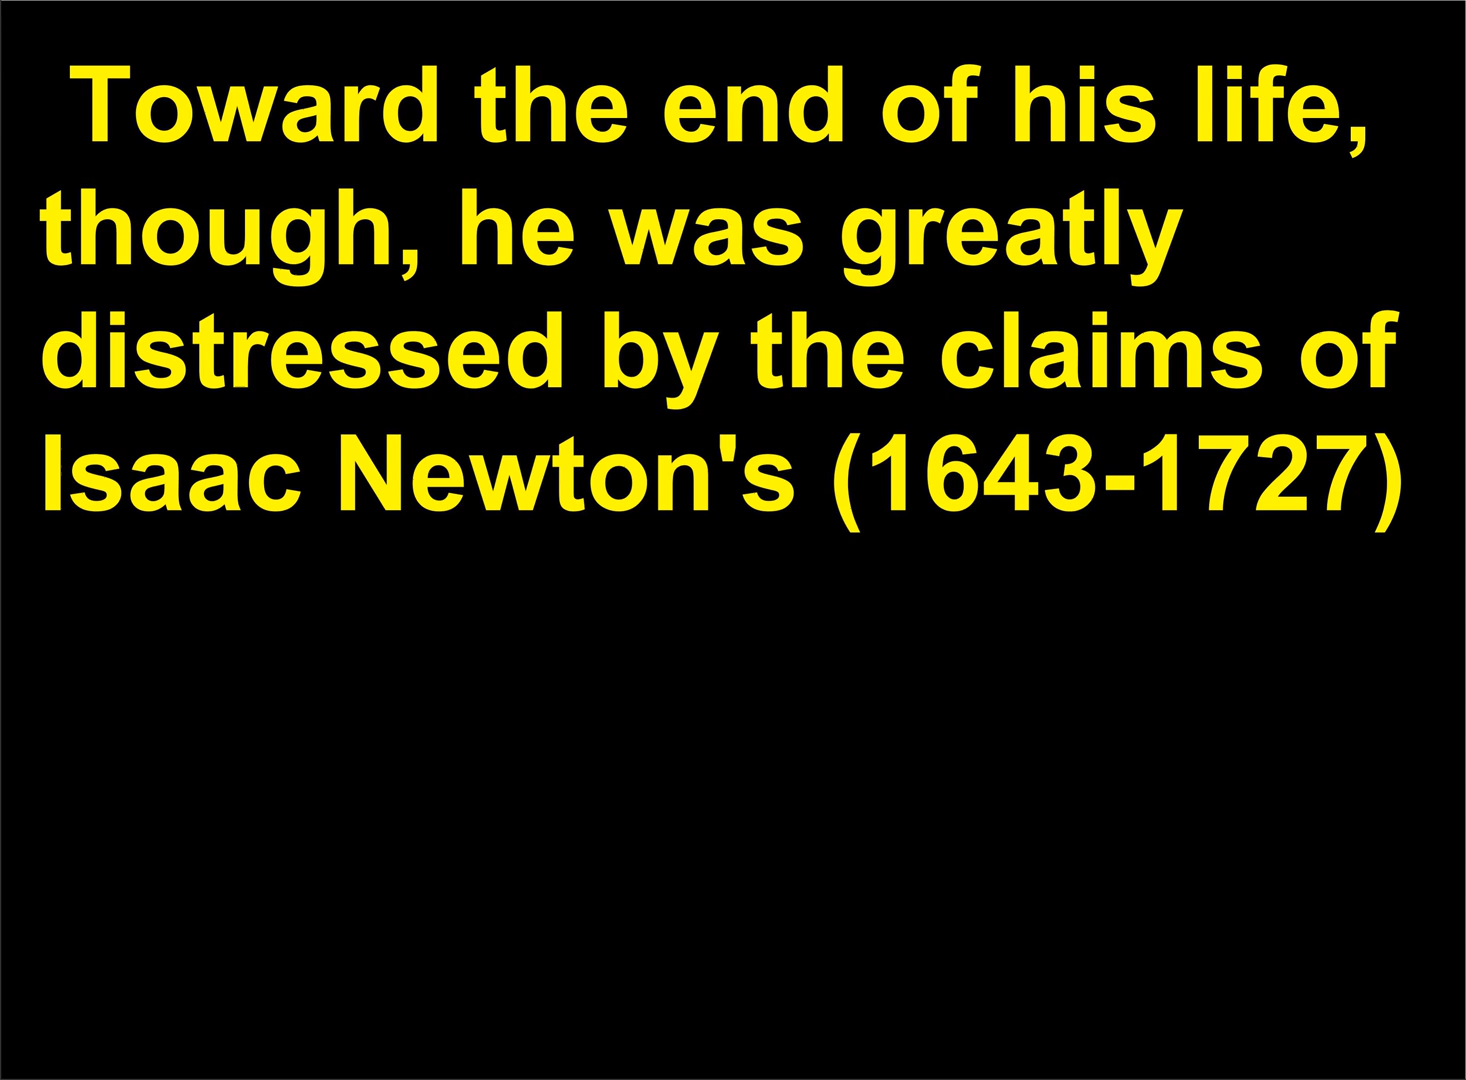 Toward the end of his life,
though, he was greatly
distressed by the claims of
Isaac Newton's (1643-1727)